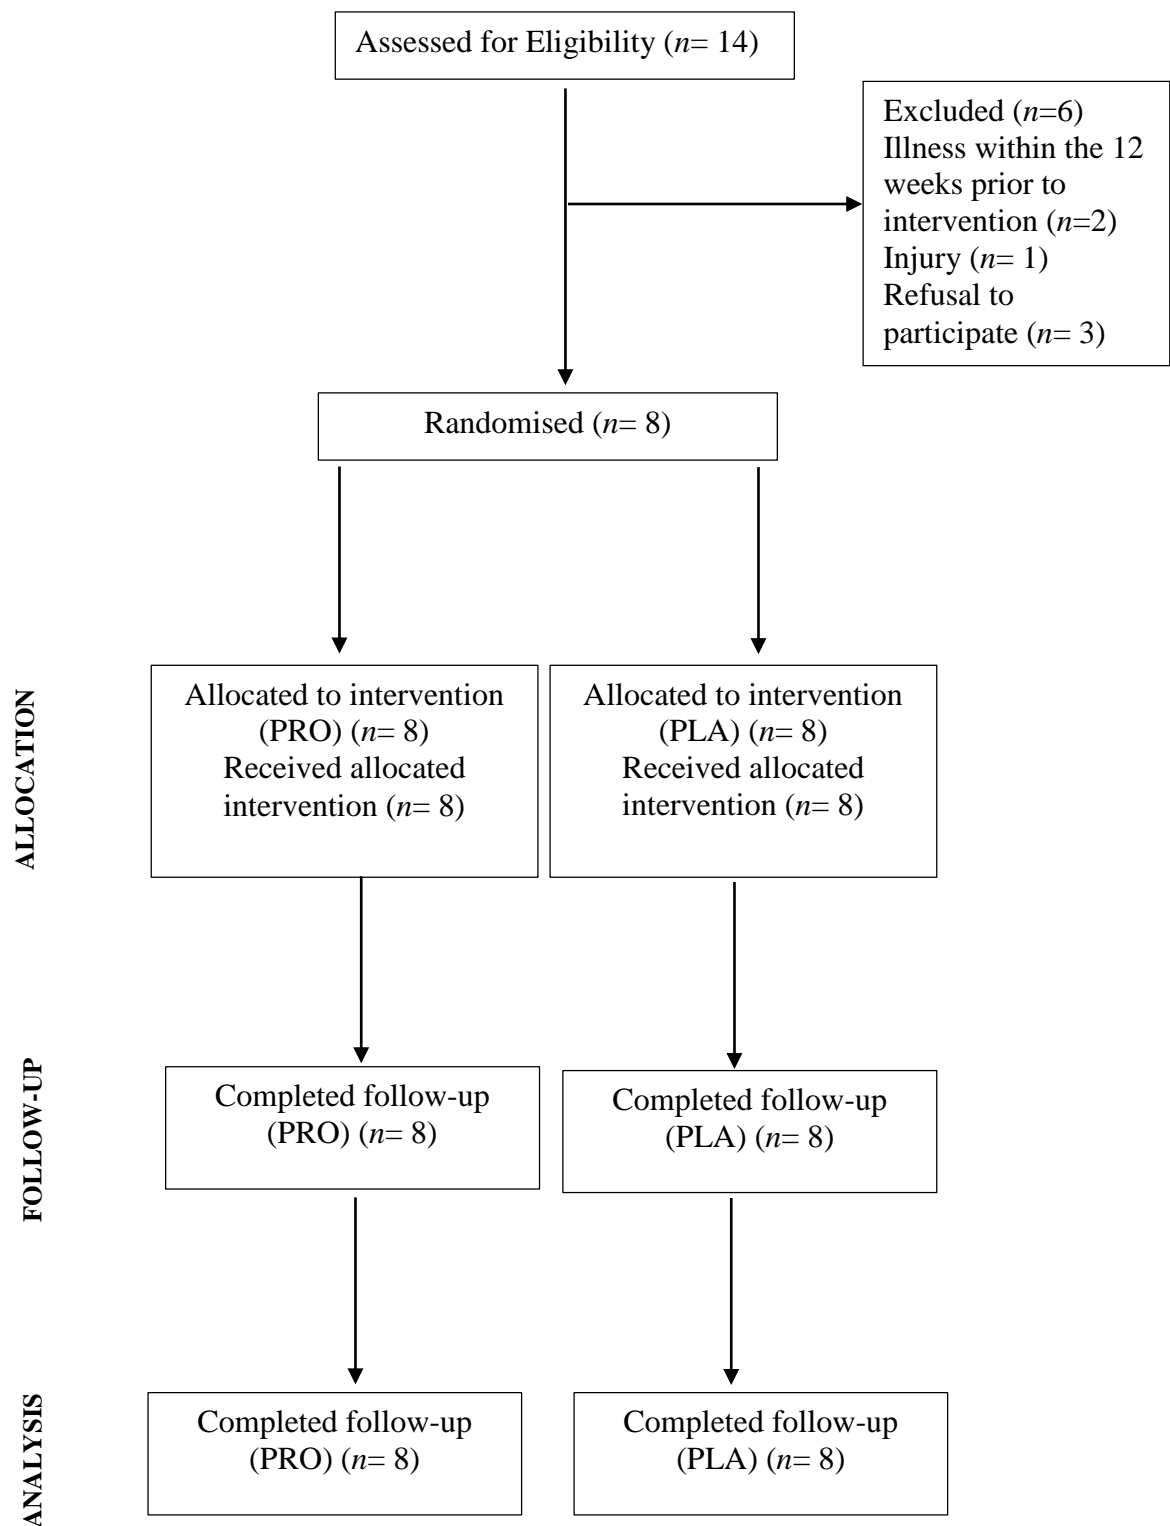 Assessed for Eligibility (n= 14)
Excluded (n=6)
Illness within the 12
weeks prior to
intervention (n=2)
Injury (n= 1)
Refusal to
participate (n= 3)
Randomised (n= 8)
ALLOCATION
Allocated to intervention
(PRO) (n= 8)
Received allocated
intervention (n= 8)
Allocated to intervention
(PLA) (n= 8)
Received allocated
intervention (n= 8)
FOLLOW-UP
Completed follow-up
(PRO) (n= 8)
Completed follow-up
(PLA) (n= 8)
ANALYSIS
Completed follow-up
(PRO) (n= 8)
Completed follow-up
(PLA) (n= 8)